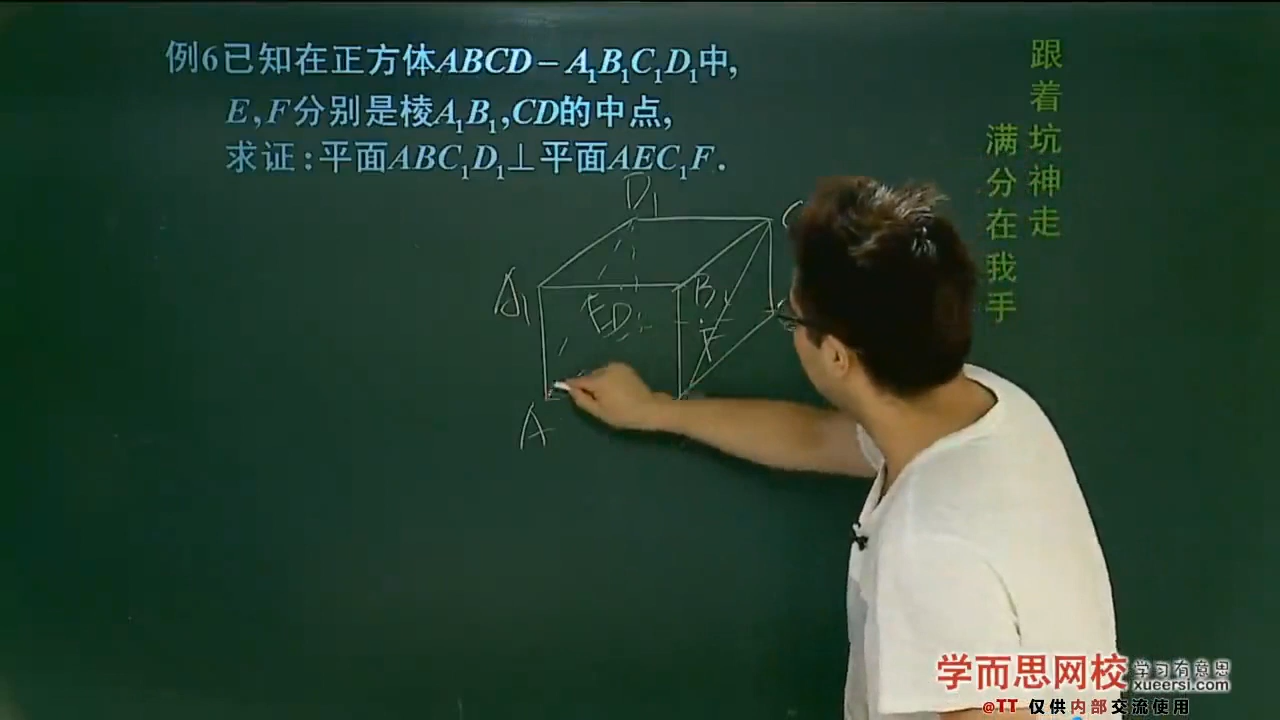 例6已知在正方体ABCD-A₁B₁C₁D₁中,
E,F分别是棱A₁B₁,CD的中点,
求证:平面ABC₁D₁⊥平面AEC₁F.
跟着坑神走
满分在我手
D₁
C
A₁
E
B₁
D
F
A
学而思网校
学习有意思
xueersi.com
@TT 仅供内部交流使用